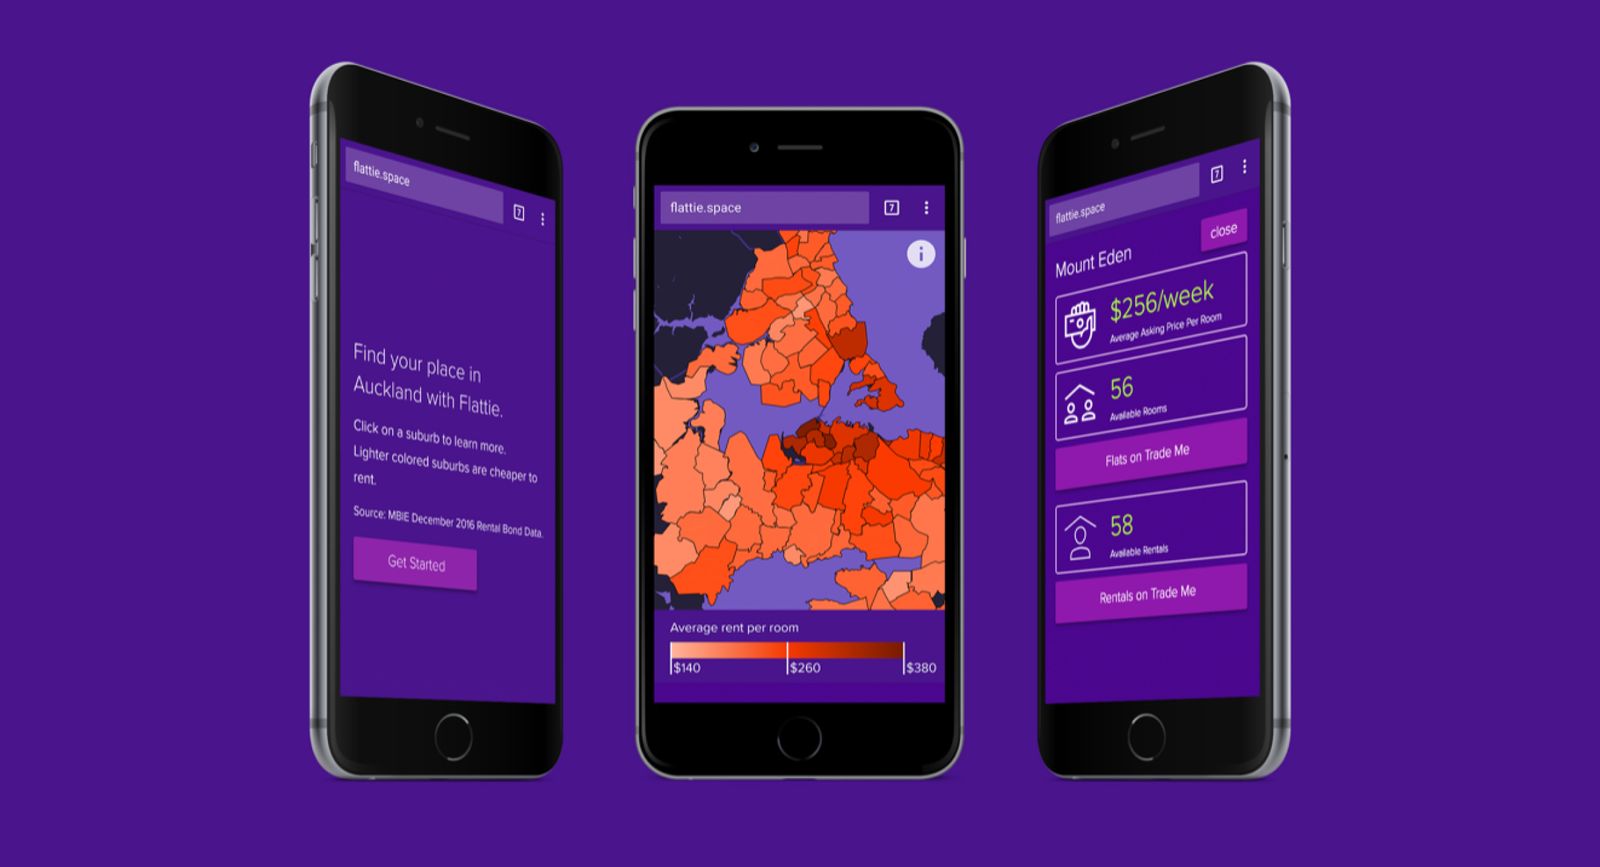 flattie.space
7
Find your place in
Auckland with Flattie.
Click on a suburb to learn more.
Lighter colored suburbs are cheaper to
rent.
Source: MBIE December 2016 Rental Bond Data.
Get Started
flattie.space
7
i
Average rent per room
$140
$260
$380
flattie.space
7
close
Mount Eden
$256/week
Average Asking Price Per Room
56
Available Rooms
Flats on Trade Me
58
Available Rentals
Rentals on Trade Me